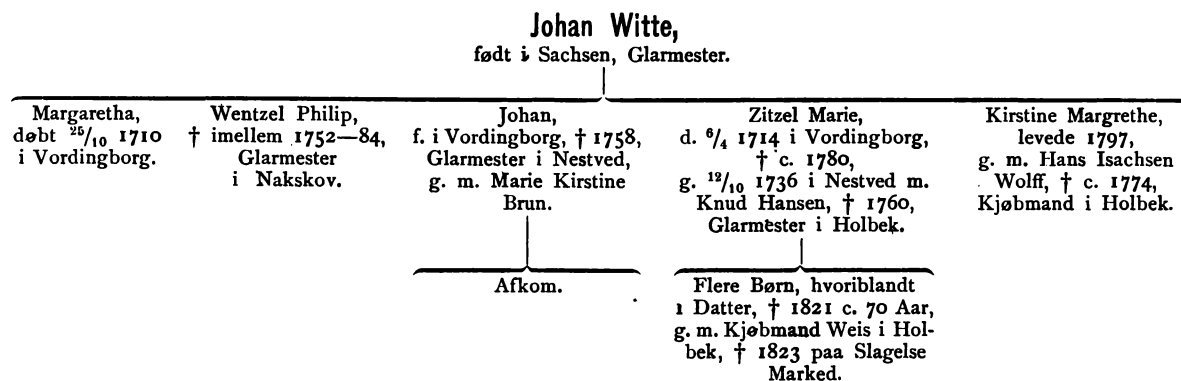 Johan Witte,
født i Sachsen, Glarmester.
Margaretha,
døbt 25/10 1710
i Vordingborg.
Wentzel Philip,
† imellem 1752—84,
Glarmester
i Nakskov.
Johan,
f. i Vordingborg, † 1758,
Glarmester i Nestved,
g. m. Marie Kirstine
Brun.
Zitzel Marie,
d. 6/4 1714 i Vordingborg,
† c. 1780,
g. 12/10 1736 i Nestved m.
Knud Hansen, † 1760,
Glarmester i Holbek.
Kirstine Margrethe,
levede 1797,
g. m. Hans Isachsen
Wolff, † c. 1774,
Kjøbmand i Holbek.
Afkom.
Flere Børn, hvoriblandt
1 Datter, † 1821 c. 70 Aar,
g. m. Kjøbmand Weis i Hol-
bek, † 1823 paa Slagelse
Marked.